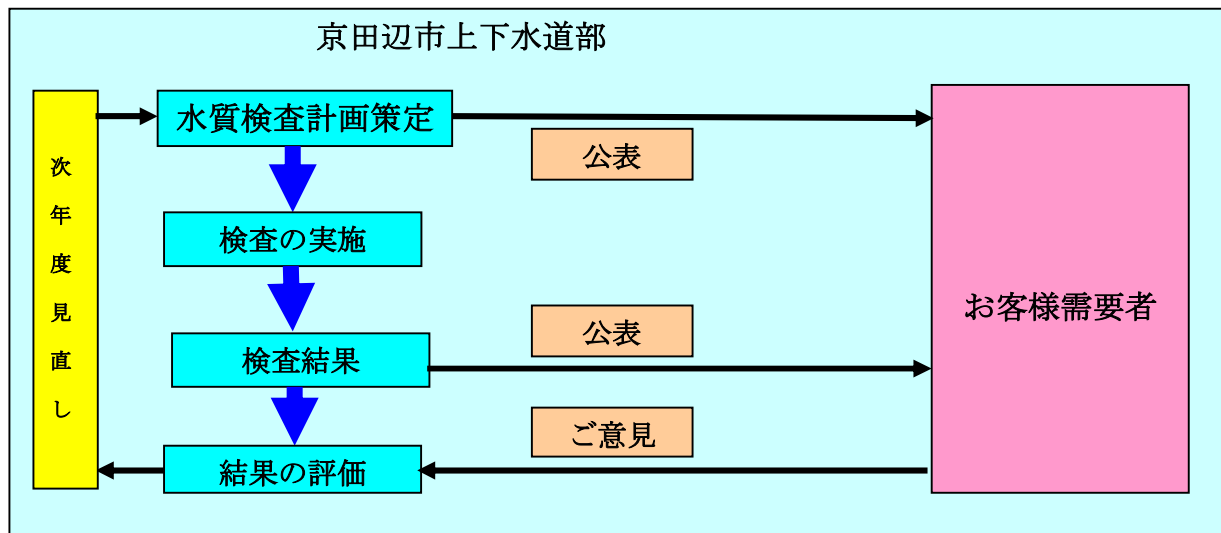 京田辺市上下水道部
水質検査計画策定
公表
次年度見直し
検査の実施
お客様需要者
公表
検査結果
ご意見
結果の評価